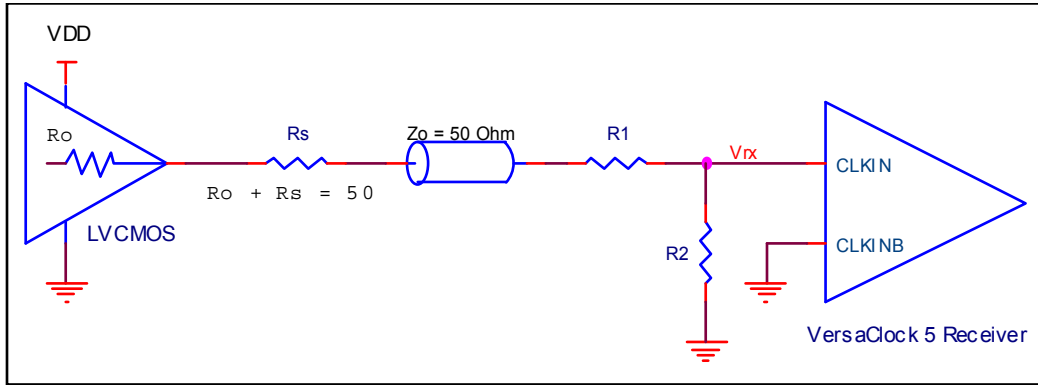 VDD
Ro
Rs
Zo = 50 Ohm
R1
Vrx
CLKIN
Ro + Rs = 50
LVCMOS
R2
CLKINB
VersaClock 5 Receiver